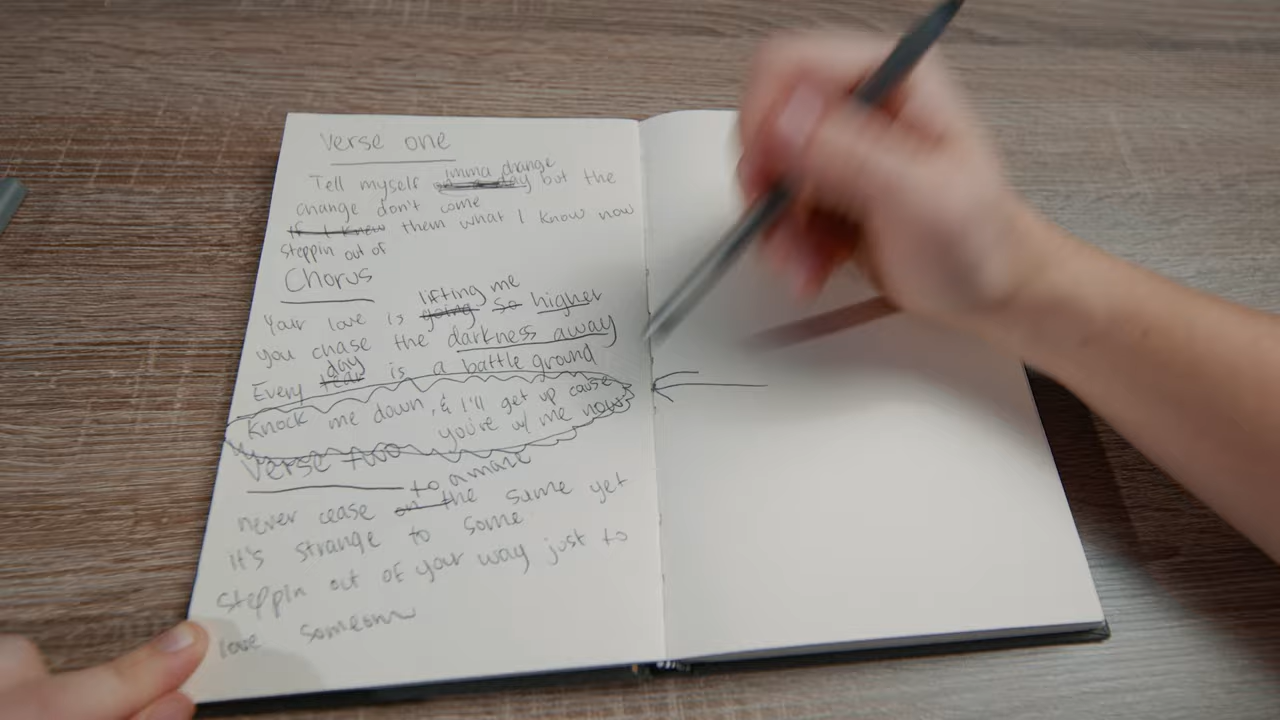 Verse one
imma change
Tell myself but the
change don't come
If I knew them what I know now
steppin out of
Chorus
lifting me
Your love is going so higher
you chase the darkness away
day
Every tear is a battle ground
Knock me down, & I'll get up cause
you're w/ me now
Verse two
to amaze
never cease on the same yet
it's strange to some
steppin out of your way just to
love someone